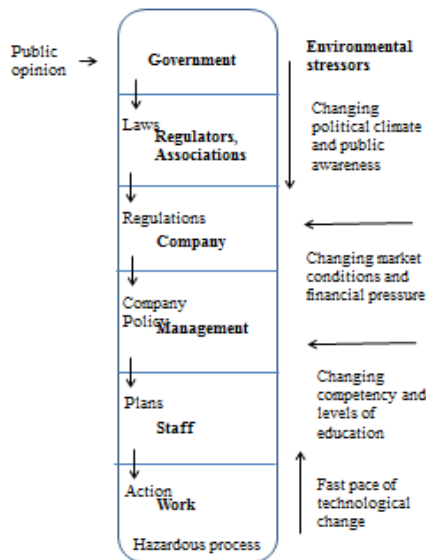 Public
opinion
Government
Laws
Regulators,
Associations
Regulations
Company
Company
Policy
Management
Plans
Staff
Action
Work
Hazardous process
Environmental
stressors
Changing
political climate
and public
awareness
Changing market
conditions and
financial pressure
Changing
competency and
levels of
education
Fast pace of
technological
change